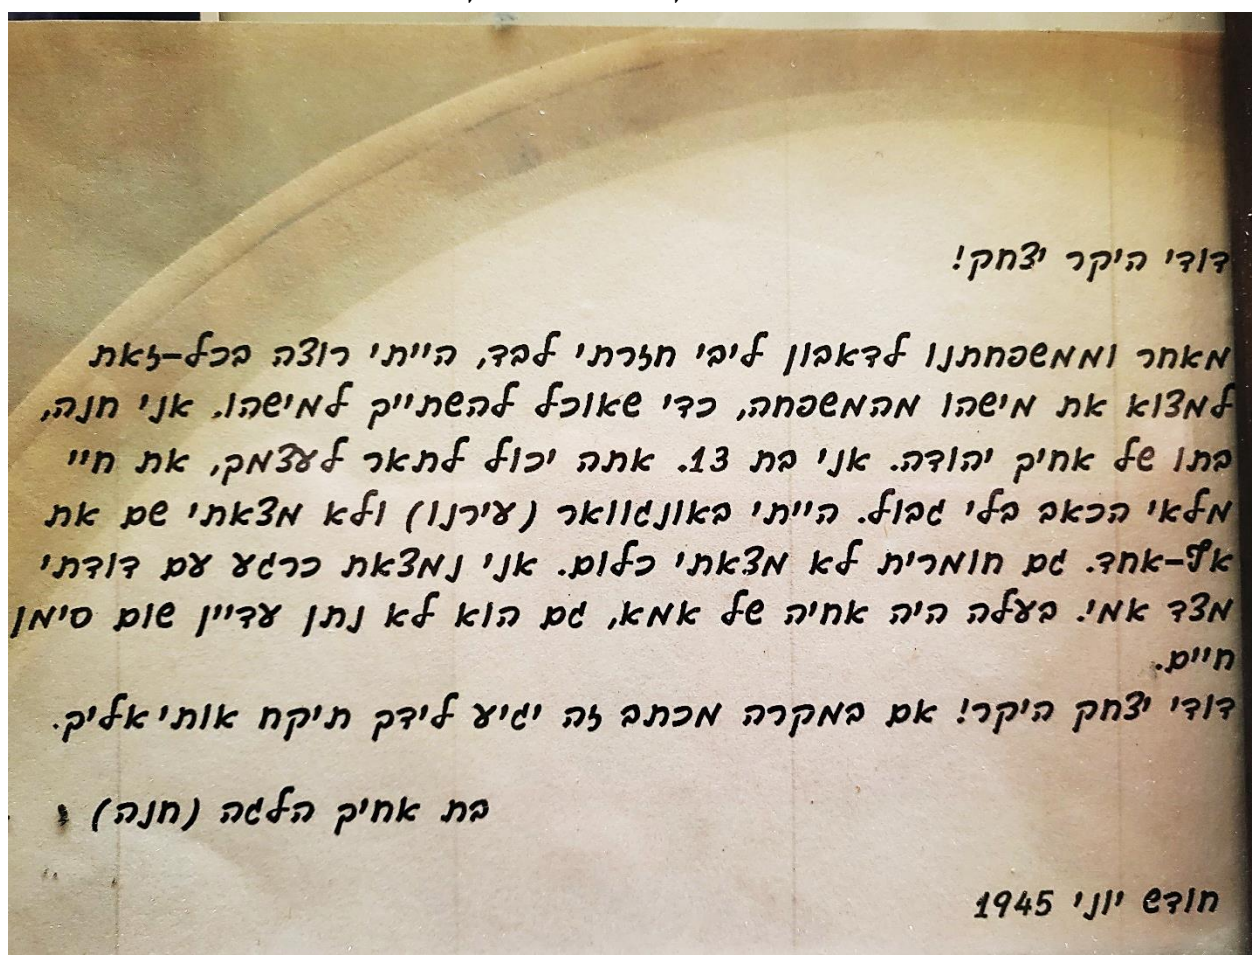 דודי היקר יצחק!
מאחר וממשפחתנו לדאבון ליבי חזרתי לבד, הייתי רוצה בכל-זאת
למצוא את מישהו מהמשפחה, כדי שאוכל להשתייך למישהו. אני חנה,
בתו של אחיך יהודה. אני בת 13. אתה יכול לתאר לעצמך, את חיי
מלאי הכאב בלי גבול. הייתי באונגוואר (עירנו) ולא מצאתי שם את
אף-אחד. גם חומרית לא מצאתי כלום. אני נמצאת כרגע עם דודתי
מצד אמי. בעלה היה אחיה של אמא, גם הוא לא נתן עדיין שום סימן
חיים.
דודי יצחק היקר! אם במקרה מכתב זה יגיע לידך תיקח אותי אליך.
בת אחיך הלגה (חנה)
חודש יוני 1945